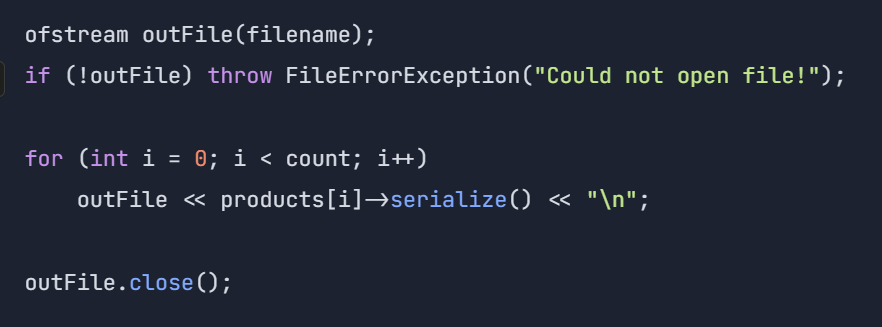 ofstream outFile(filename);
if (!outFile) throw FileErrorException("Could not open file!");
for (int i = 0; i < count; i++)
outFile << products[i]->serialize() << "\n";
outFile.close();